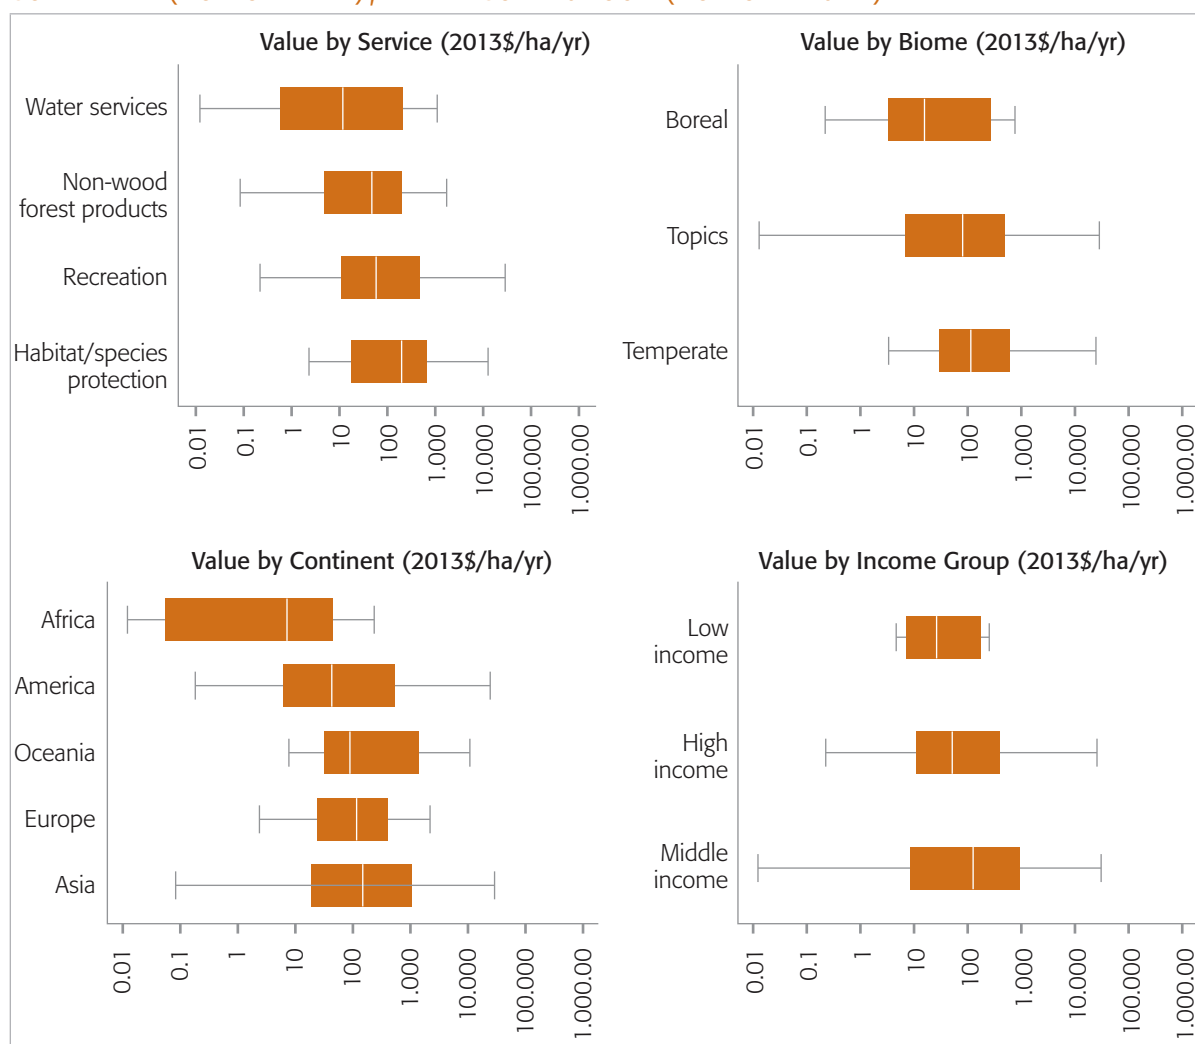 Value by Service (2013$/ha/yr)
Water services
Non-wood
forest products
Recreation
Habitat/species
protection
0.01
0.1
1
10
100
1.000
10.000
100.000
1.000.00
Value by Biome (2013$/ha/yr)
Boreal
Topics
Temperate
0.01
0.1
1
10
100
1.000
10.000
100.000
1.000.00
Value by Continent (2013$/ha/yr)
Africa
America
Oceania
Europe
Asia
0.01
0.1
1
10
100
1.000
10.000
100.000
1.000.00
Value by Income Group (2013$/ha/yr)
Low
income
High
income
Middle
income
0.01
0.1
1
10
100
1.000
10.000
100.000
1.000.00